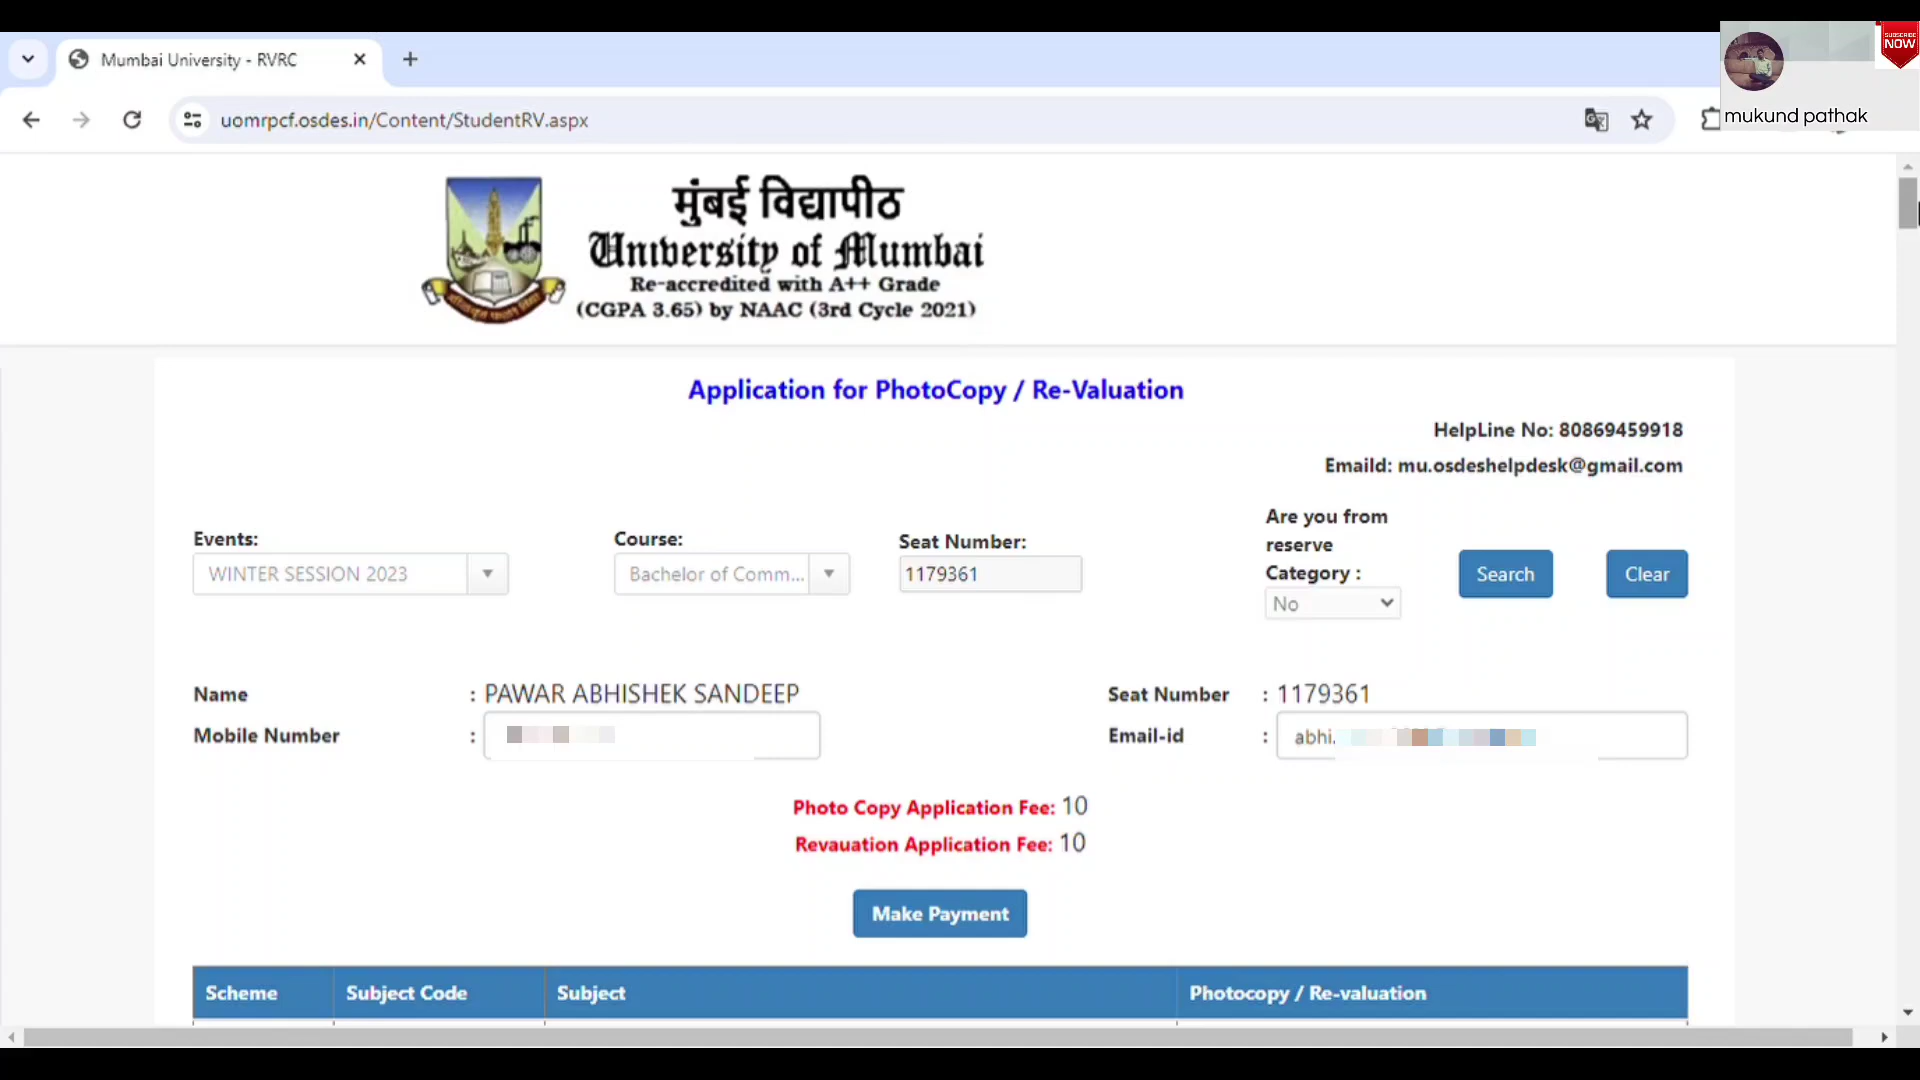 Mumbai University - RVRC
SUBSCRIBE
NOW
uomrpcf.osdes.in/Content/StudentRV.aspx
mukund pathak
मुंबई विद्यापीठ
University of Mumbai
Re-accredited with A++ Grade
(CGPA 3.65) by NAAC (3rd Cycle 2021)
Application for PhotoCopy / Re-Valuation
HelpLine No: 80869459918
Emaild: mu.osdeshelpdesk@gmail.com
Events:
WINTER SESSION 2023
Course:
Bachelor of Comm...
Seat Number:
1179361
Are you from
reserve
Category :
No
Search
Clear
Name : PAWAR ABHISHEK SANDEEP
Seat Number : 1179361
Mobile Number :
Email-id : abhi.
Photo Copy Application Fee: 10
Revauation Application Fee: 10
Make Payment
Scheme Subject Code Subject Photocopy / Re-valuation